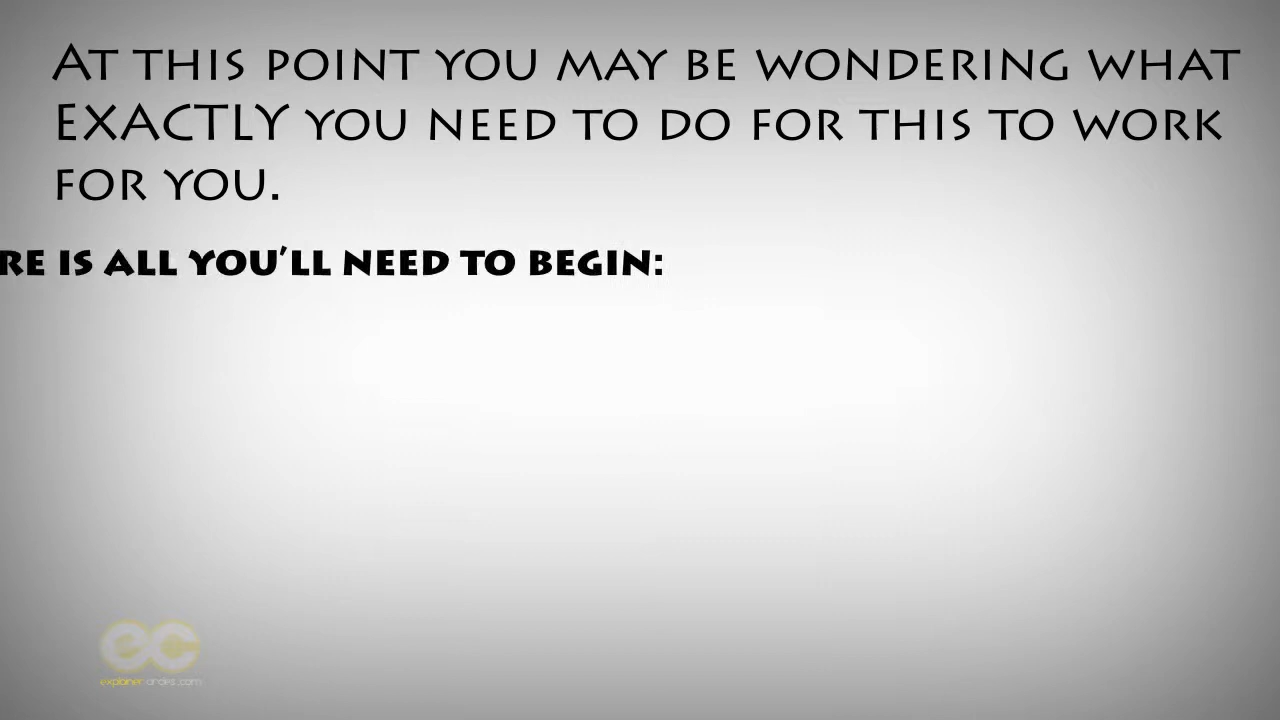 At this point you may be wondering what
EXACTLY you need to do for this to work
for you.
RE IS ALL YOU'LL NEED TO BEGIN:
ec